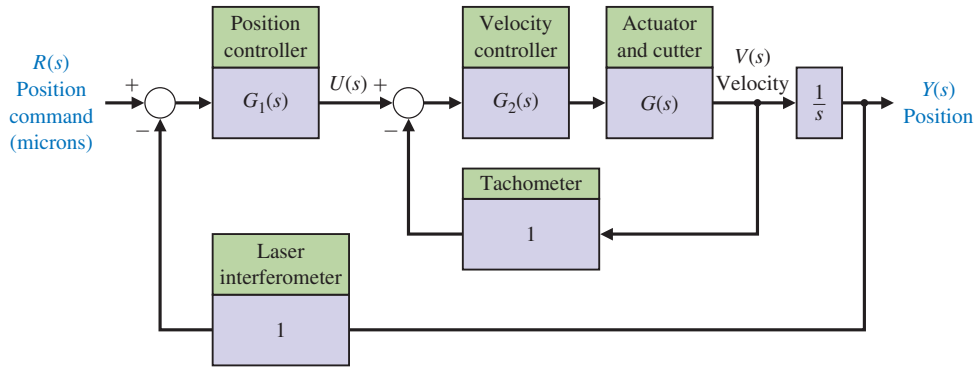 Position
controller
Velocity
controller
Actuator
and cutter
R(s)
Position
command
(microns)
+
−
G₁(s)
U(s) +
−
G₂(s)
G(s)
V(s)
Velocity
1
s
Y(s)
Position
Tachometer
1
Laser
interferometer
1